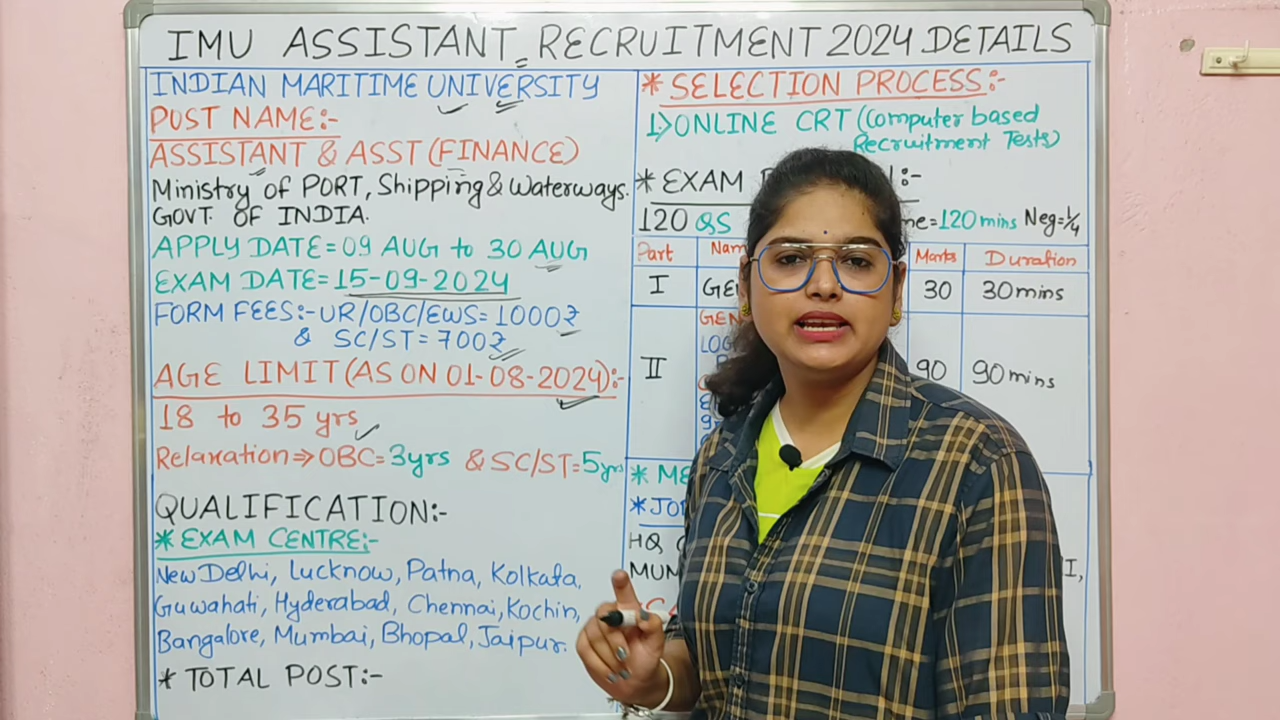 IMU ASSISTANT RECRUITMENT 2024 DETAILS
INDIAN MARITIME UNIVERSITY
POST NAME:-
ASSISTANT & ASST (FINANCE)
Ministry of PORT, Shipping & Waterways.
GOVT OF INDIA.
APPLY DATE = 09 AUG to 30 AUG
EXAM DATE = 15-09-2024
FORM FEES:- UR/OBC/EWS = 1000₹
& SC/ST = 700₹
AGE LIMIT (AS ON 01-08-2024):-
18 to 35 yrs
Relaxation ⇒ OBC = 3yrs & SC/ST = 5yrs
QUALIFICATION:-
* EXAM CENTRE:-
New Delhi, Lucknow, Patna, Kolkata,
Guwahati, Hyderabad, Chennai, Kochin,
Bangalore, Mumbai, Bhopal, Jaipur.
* TOTAL POST:-
* SELECTION PROCESS:-
1.> ONLINE CRT (Computer based
Recruitment Tests)
* EXAM
120 QS =120 mins Neg=1/4
Part Marks Duration
I 30 30 mins
II 90 90 mins
HQ